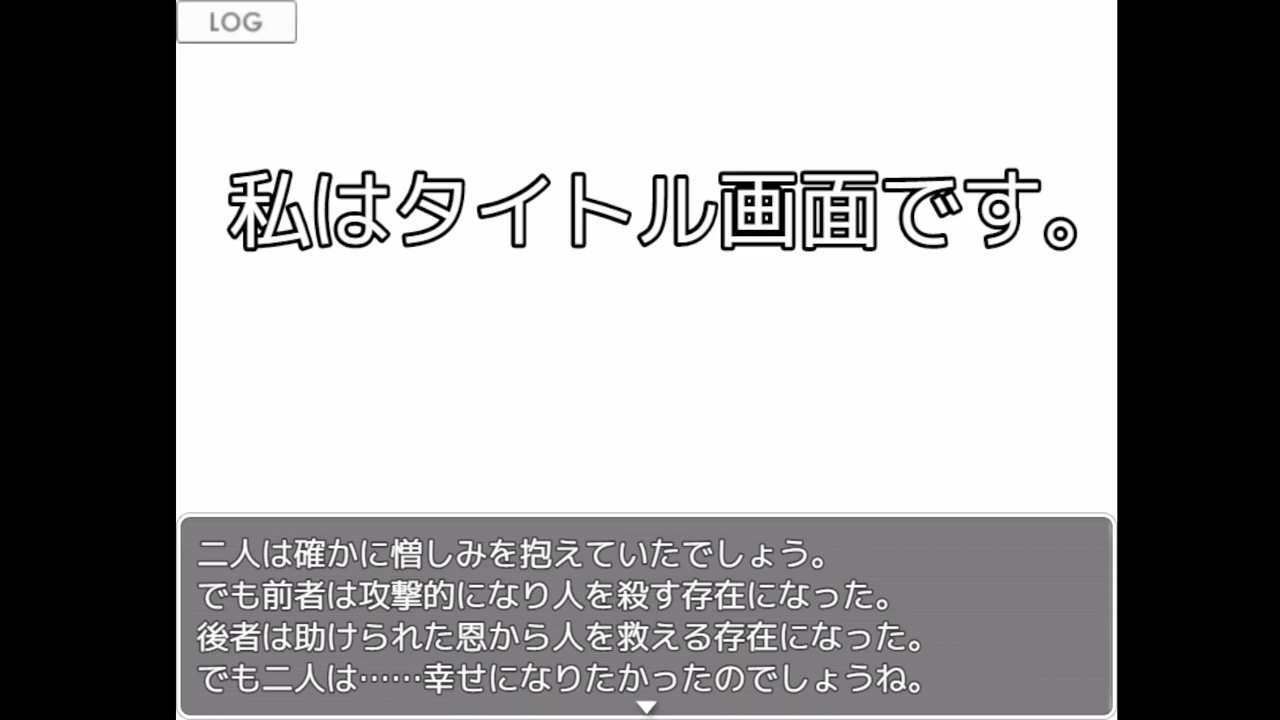 LOG
私はタイトル画面です。
二人は確かに憎しみを抱えていたでしょう。
でも前者は攻撃的になり人を殺す存在になった。
後者は助けられた恩から人を救える存在になった。
でも二人は……幸せになりたかったのでしょうね。